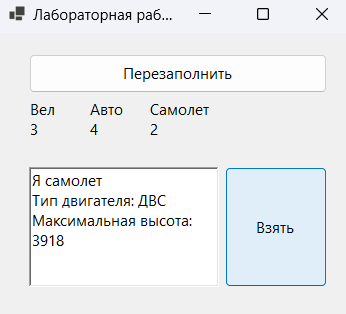 Лабораторная раб...
Перезаполнить
Вел Авто Самолет
3 4 2
Я самолет
Тип двигателя: ДВС
Максимальная высота:
3918
Взять